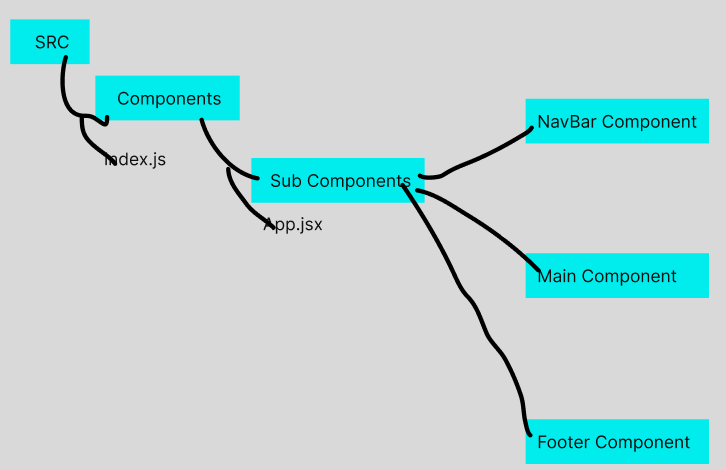 SRC
Components
index.js
Sub Components
App.jsx
NavBar Component
Main Component
Footer Component